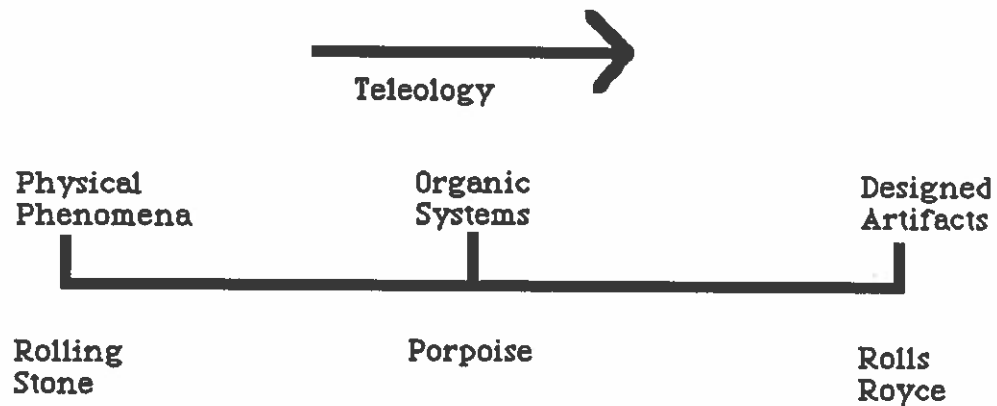 Teleology
Physical
Phenomena
Organic
Systems
Designed
Artifacts
Rolling
Stone
Porpoise
Rolls
Royce